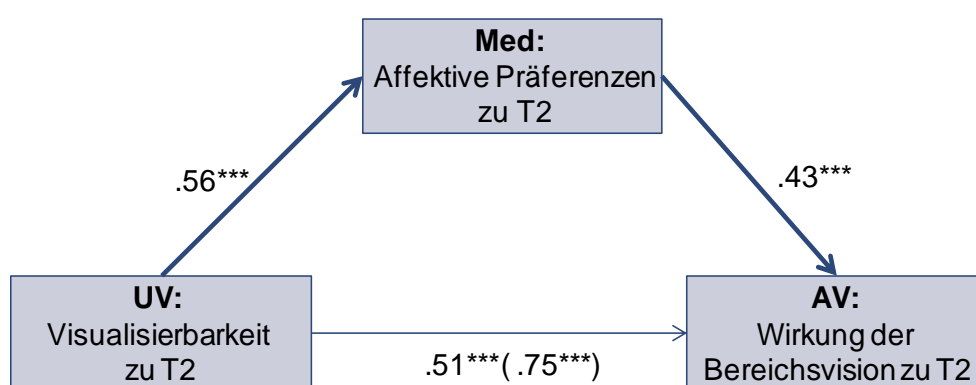 Med:
Affektive Präferenzen
zu T2
.56***
.43***
UV:
Visualisierbarkeit
zu T2
.51***( .75***)
AV:
Wirkung der
Bereichsvision zu T2